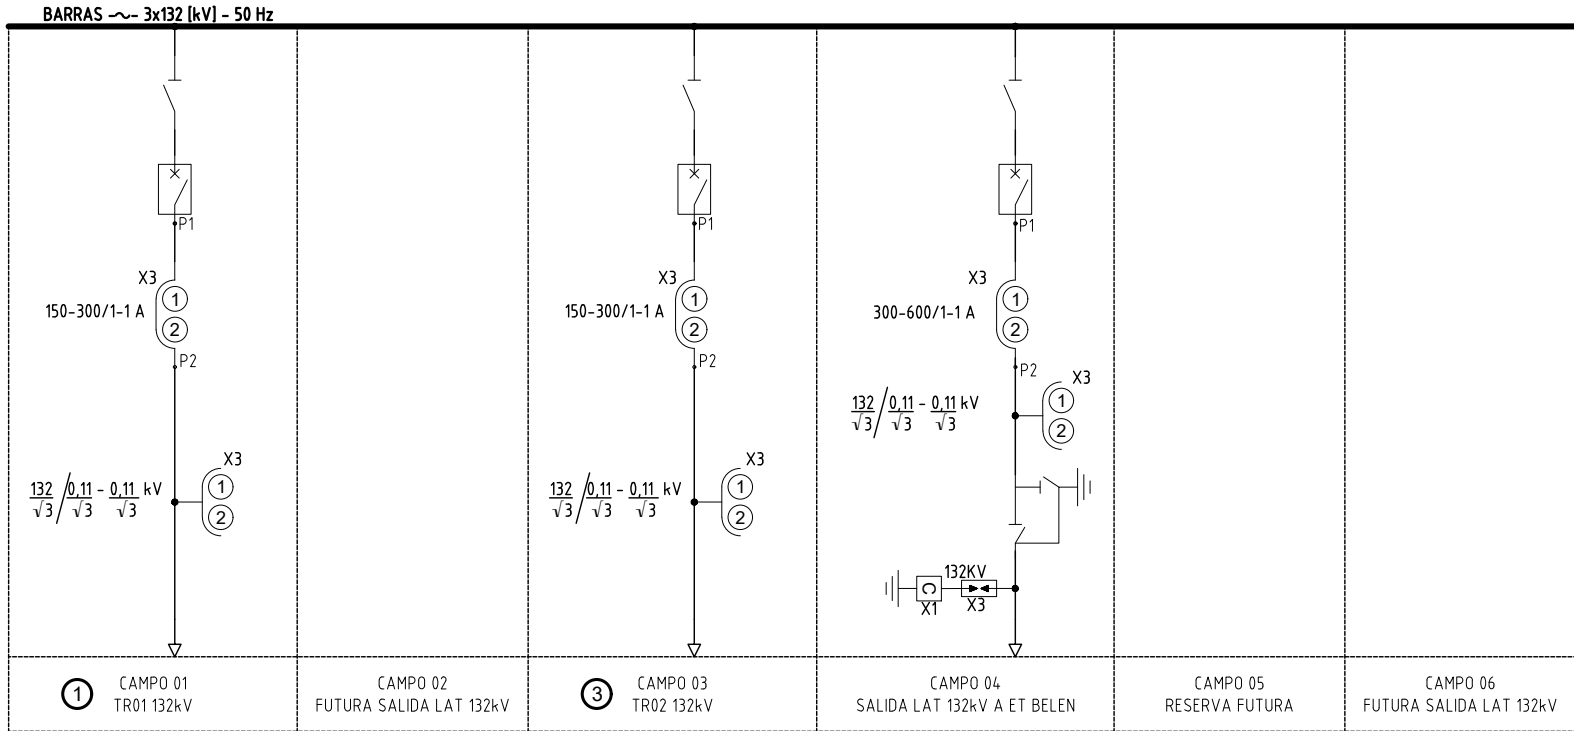 BARRAS -~- 3x132 [kV] - 50 Hz
P1
X3
1
150-300/1-1 A
2
P2
X3
132/√3 / 0,11/√3 - 0,11/√3 kV
1
2
P1
X3
1
150-300/1-1 A
2
P2
X3
132/√3 / 0,11/√3 - 0,11/√3 kV
1
2
P1
X3
1
300-600/1-1 A
2
P2
X3
132/√3 / 0,11/√3 - 0,11/√3 kV
1
2
132KV
C
X1
X3
1
CAMPO 01
TR01 132kV
CAMPO 02
FUTURA SALIDA LAT 132kV
3
CAMPO 03
TR02 132kV
CAMPO 04
SALIDA LAT 132kV A ET BELEN
CAMPO 05
RESERVA FUTURA
CAMPO 06
FUTURA SALIDA LAT 132kV